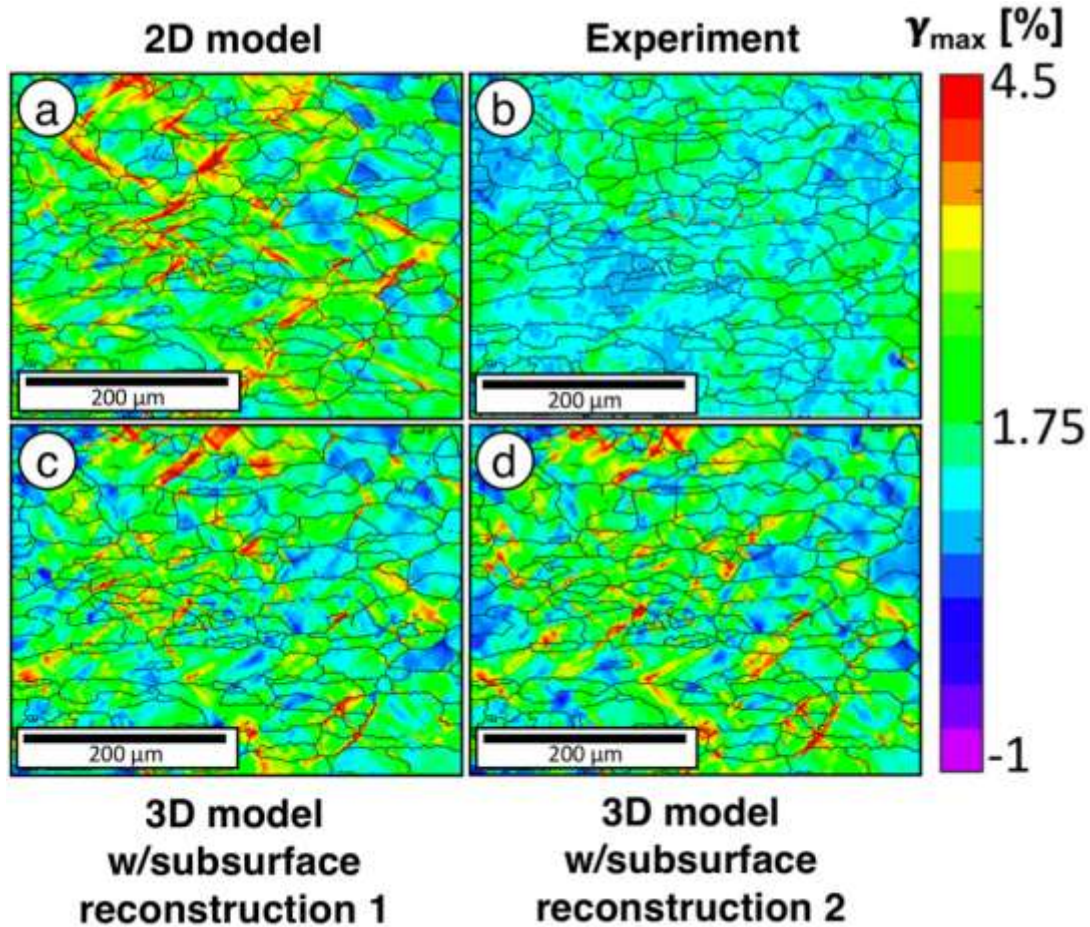 2D model
Experiment
γmax [%]
a
b
4.5
1.75
-1
200 μm
200 μm
c
d
200 μm
200 μm
3D model
w/subsurface
reconstruction 1
3D model
w/subsurface
reconstruction 2